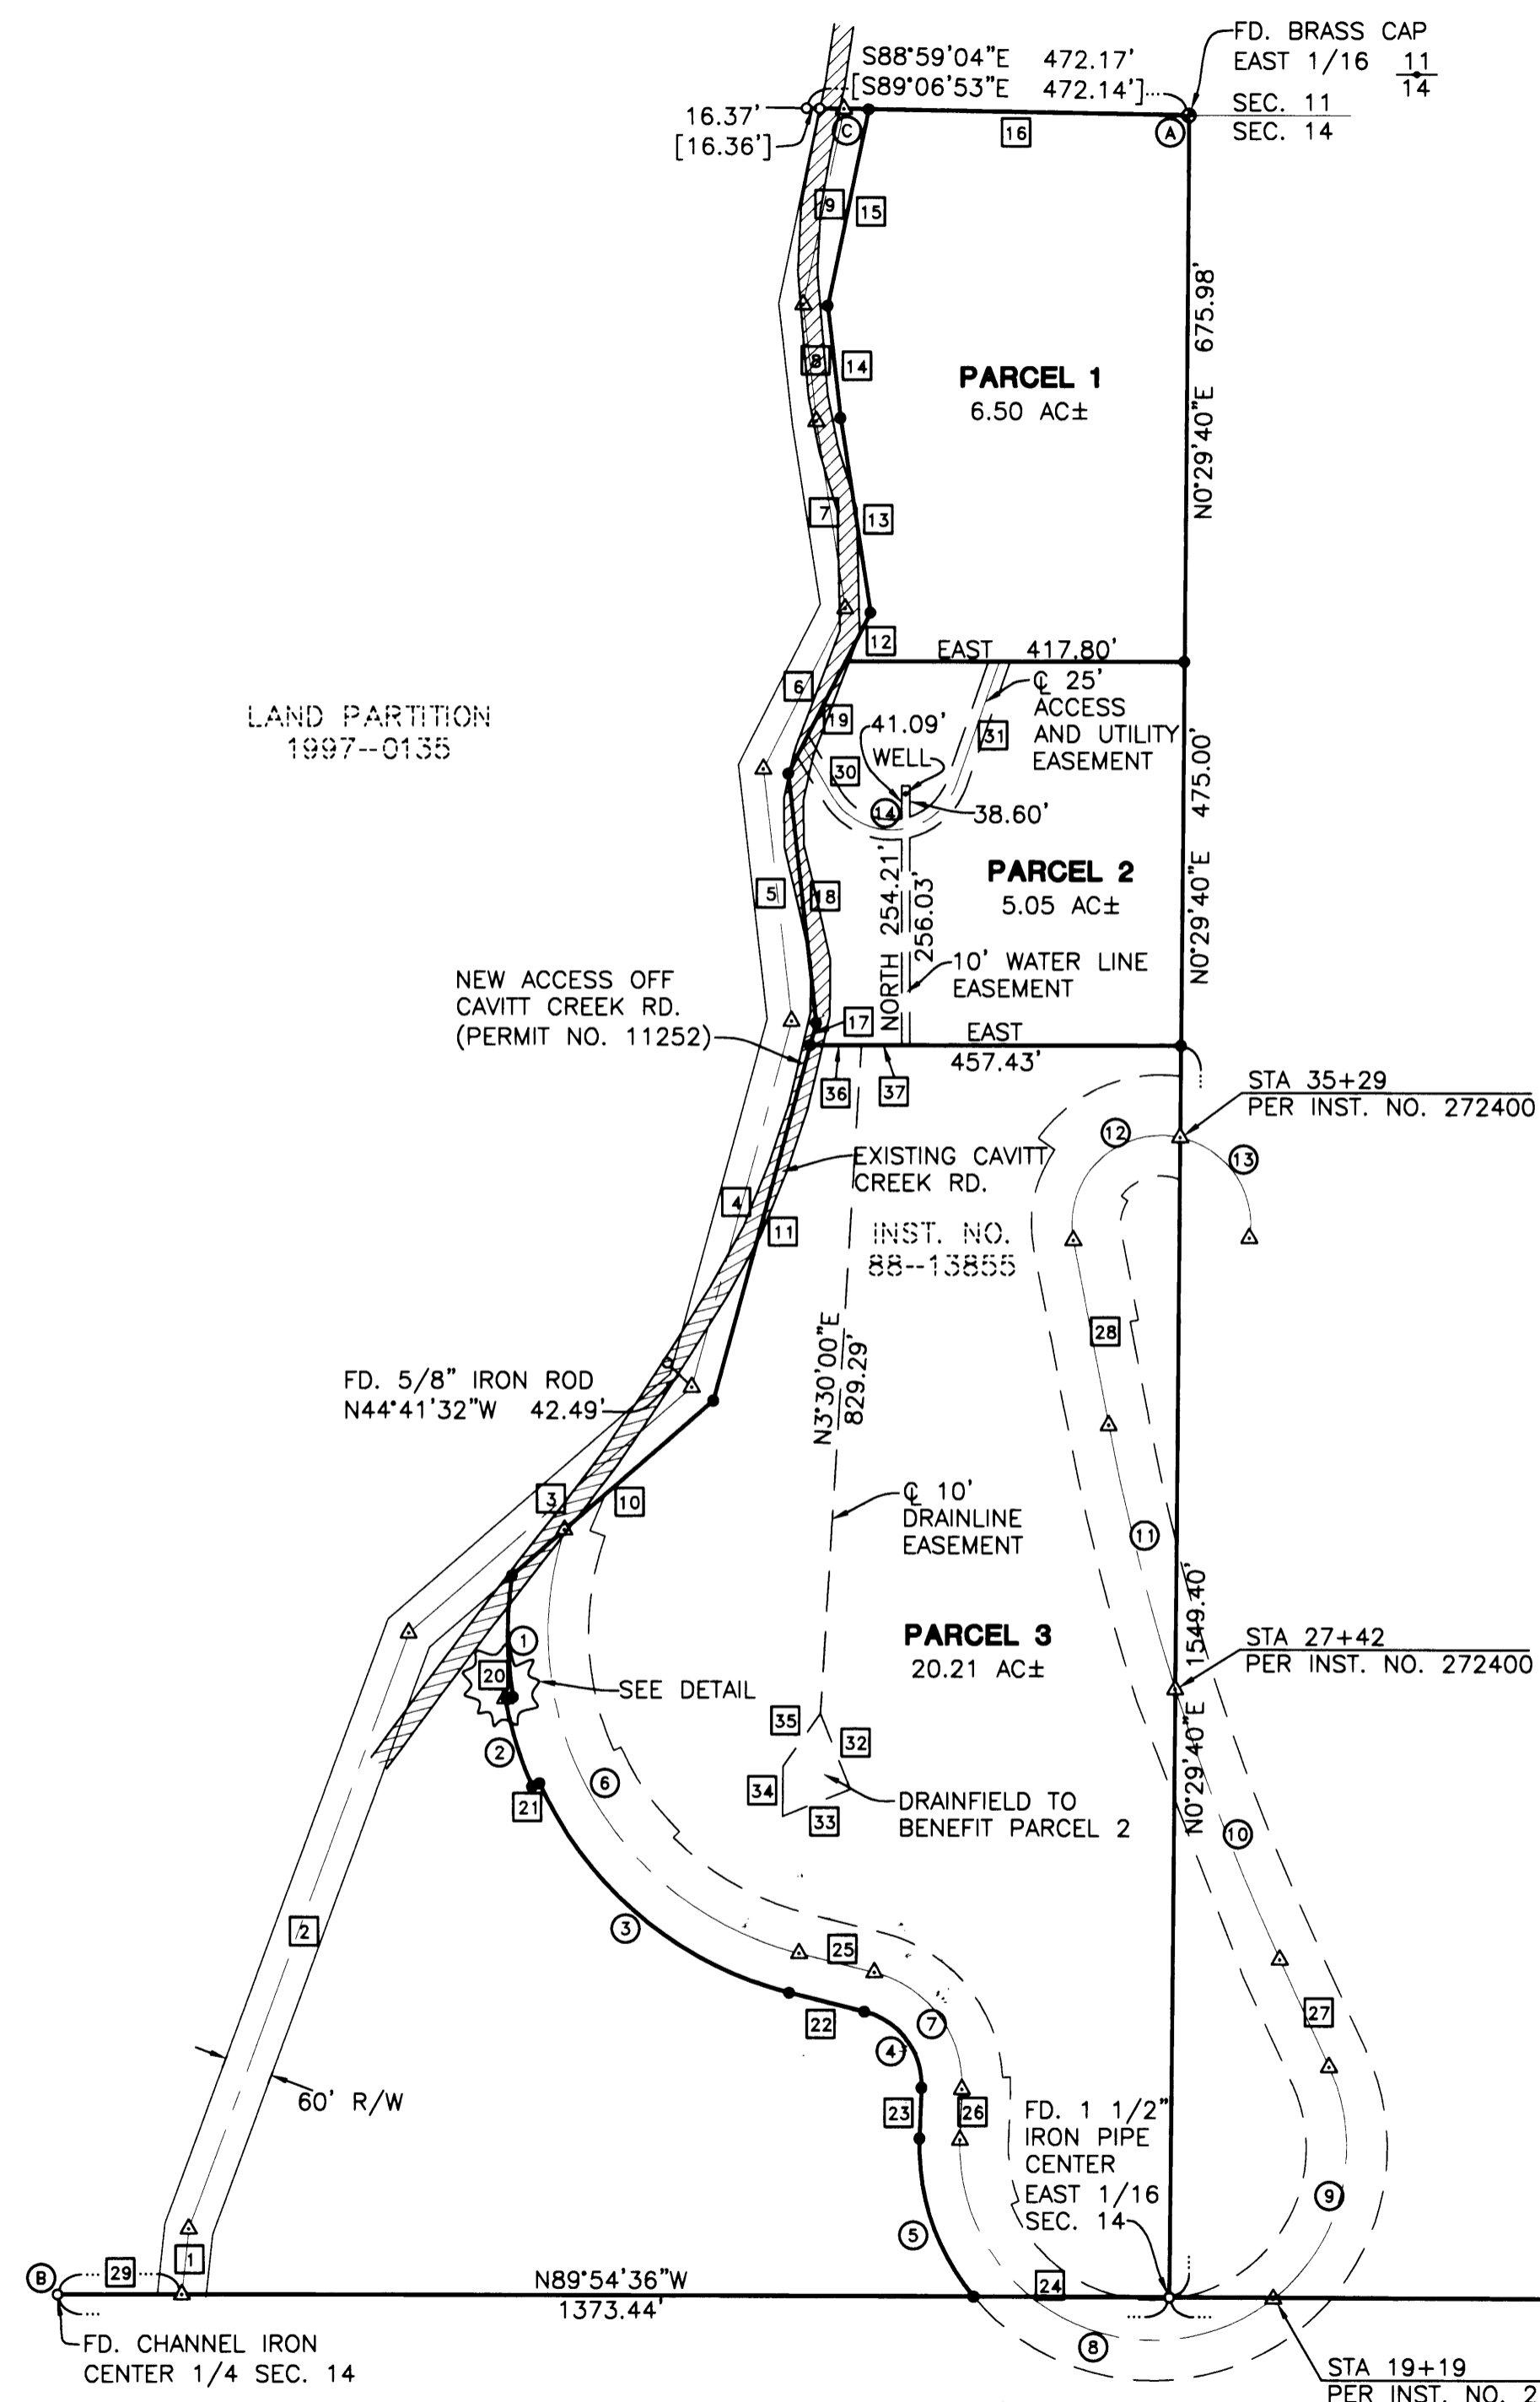 FD. BRASS CAP
EAST 1/16 11
14
SEC. 11
SEC. 14
S88°59'04"E 472.17'
[S89°06'53"E 472.14']
16.37'
[16.36']
C
16
A
9
15
N0°29'40"E 675.98'
8
14
PARCEL 1
6.50 AC±
7
13
12
EAST 417.80'
6
LAND PARTITION
1997--0135
19
41.09'
WELL
℄ 25'
ACCESS
AND UTILITY
EASEMENT
31
30
14
38.60'
N0°29'40"E 475.00'
PARCEL 2
5.05 AC±
5
18
NORTH 254.21'
256.03'
10' WATER LINE
EASEMENT
NEW ACCESS OFF
CAVITT CREEK RD.
(PERMIT NO. 11252)
17
EAST
457.43'
36
37
STA 35+29
PER INST. NO. 272400
12
13
EXISTING CAVITT
CREEK RD.
4
11
INST. NO.
88--13855
28
N3°30'00"E
829.29'
FD. 5/8" IRON ROD
N44°41'32"W 42.49'
3
10
℄ 10'
DRAINLINE
EASEMENT
11
N0°29'40"E 1549.40'
PARCEL 3
20.21 AC±
STA 27+42
PER INST. NO. 272400
1
20
SEE DETAIL
35
32
2
6
34
33
21
DRAINFIELD TO
BENEFIT PARCEL 2
10
2
3
25
22
7
27
4
60' R/W
23
26
FD. 1 1/2"
IRON PIPE
CENTER
EAST 1/16
SEC. 14
9
5
B
29
1
N89°54'36"W
1373.44'
24
8
FD. CHANNEL IRON
CENTER 1/4 SEC. 14
STA 19+19
PER INST. NO. 2